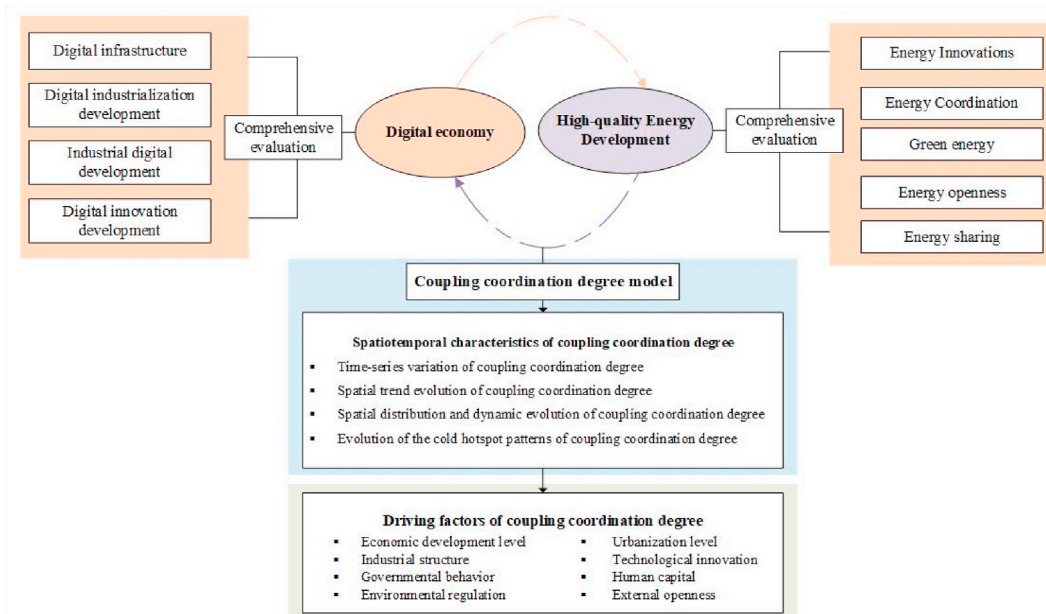 Digital infrastructure
Digital industrialization
development
Industrial digital
development
Digital innovation
development
Comprehensive
evaluation
Digital economy
High-quality Energy
Development
Comprehensive
evaluation
Energy Innovations
Energy Coordination
Green energy
Energy openness
Energy sharing
Coupling coordination degree model
Spatiotemporal characteristics of coupling coordination degree
▪ Time-series variation of coupling coordination degree
▪ Spatial trend evolution of coupling coordination degree
▪ Spatial distribution and dynamic evolution of coupling coordination degree
▪ Evolution of the cold hotspot patterns of coupling coordination degree
Driving factors of coupling coordination degree
▪ Economic development level
▪ Industrial structure
▪ Governmental behavior
▪ Environmental regulation
▪ Urbanization level
▪ Technological innovation
▪ Human capital
▪ External openness